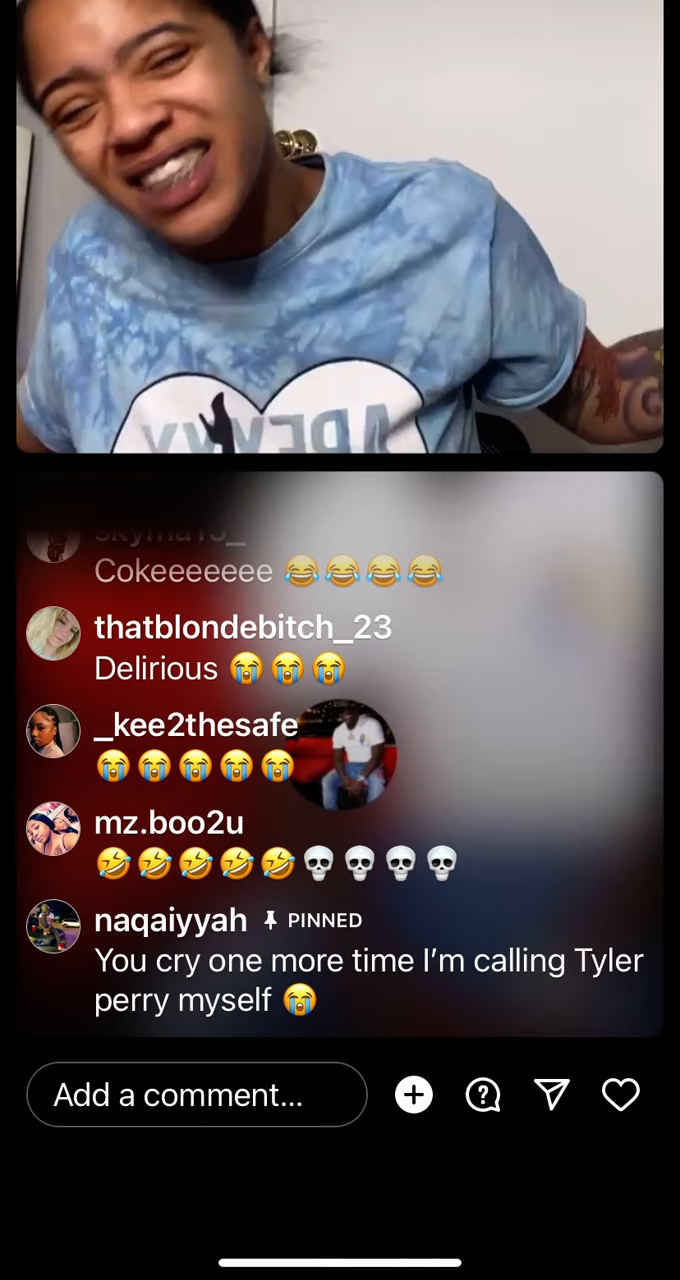 skyma13_
Cokeeeeeee 😂😂😂😂
thatblondebitch_23
Delirious 😭😭😭
_kee2thesafe
😭😭😭😭😭
mz.boo2u
🤣🤣🤣🤣🤣💀💀💀💀
naqaiyyah PINNED
You cry one more time I’m calling Tyler
perry myself 😭
Add a comment...